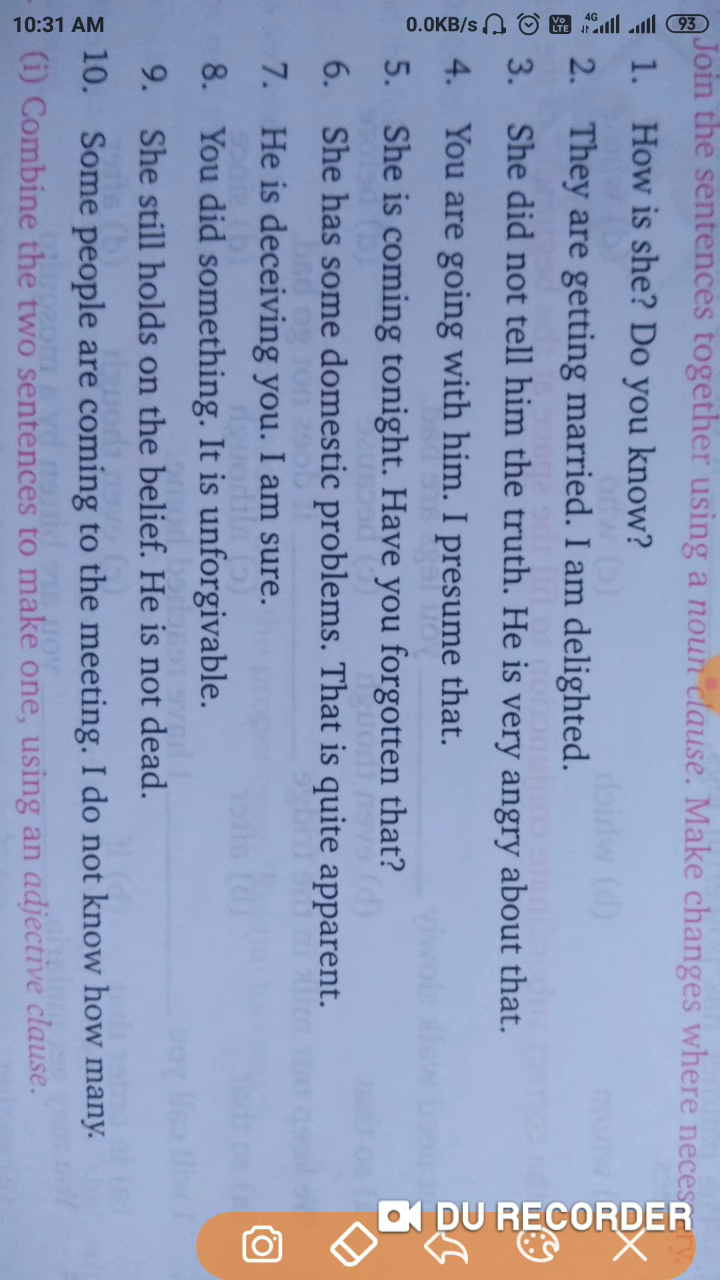 10:31 AM 0.0KB/s Vo LTE 4G 93
Join the sentences together using a noun clause. Make changes where necessary.
1. How is she? Do you know?
2. They are getting married. I am delighted.
3. She did not tell him the truth. He is very angry about that.
4. You are going with him. I presume that.
5. She is coming tonight. Have you forgotten that?
6. She has some domestic problems. That is quite apparent.
7. He is deceiving you. I am sure.
8. You did something. It is unforgivable.
9. She still holds on the belief. He is not dead.
10. Some people are coming to the meeting. I do not know how many.
(i) Combine the two sentences to make one, using an adjective clause.
DU RECORDER